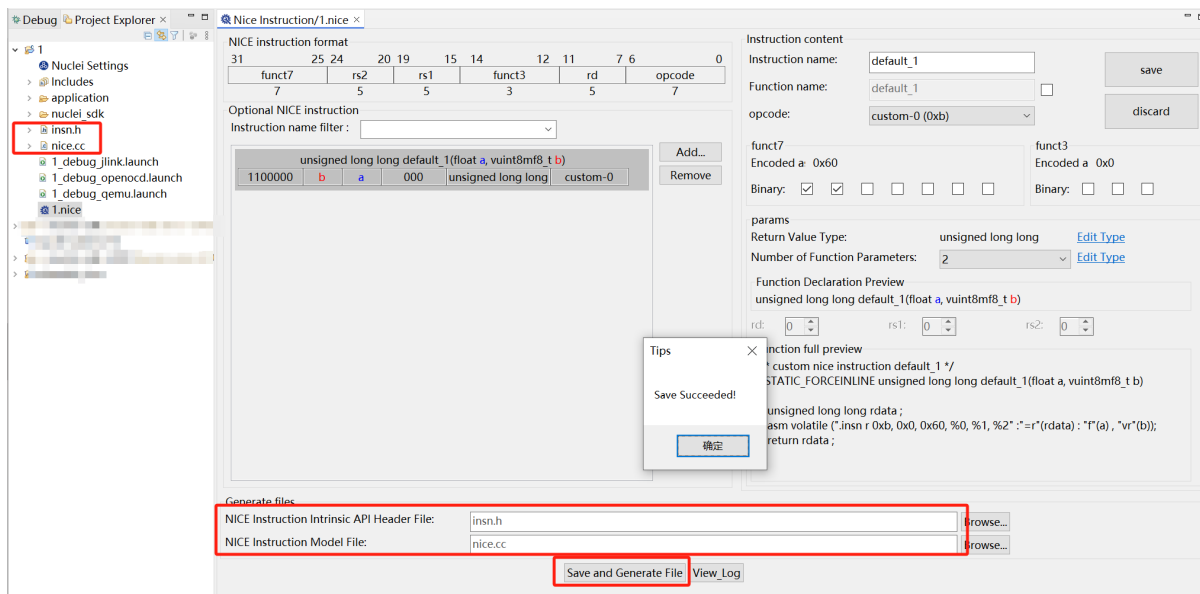 Debug Project Explorer ×
1
Nuclei Settings
Includes
application
nuclei_sdk
insn.h
nice.cc
1_debug_jlink.launch
1_debug_openocd.launch
1_debug_qemu.launch
1.nice
Nice Instruction/1.nice ×
NICE instruction format
31 25 24 20 19 15 14 12 11 7 6 0
funct7 rs2 rs1 funct3 rd opcode
7 5 5 3 5 7
Optional NICE instruction
Instruction name filter :
unsigned long long default_1(float a, vuint8mf8_t b)
1100000 b a 000 unsigned long long custom-0
Add...
Remove
Instruction content
Instruction name: default_1
Function name: default_1
opcode: custom-0 (0xb)
save
discard
funct7
Encoded a: 0x60
Binary:
funct3
Encoded a 0x0
Binary:
params
Return Value Type: unsigned long long Edit Type
Number of Function Parameters: 2 Edit Type
Function Declaration Preview
unsigned long long default_1(float a, vuint8mf8_t b)
rd: 0 rs1: 0 rs2: 0
unction full preview
* custom nice instruction default_1 */
STATIC_FORCEINLINE unsigned long long default_1(float a, vuint8mf8_t b)
unsigned long long rdata ;
asm volatile (".insn r 0xb, 0x0, 0x60, %0, %1, %2" :"=r"(rdata) : "f"(a) , "vr"(b));
return rdata ;
Tips
Save Succeeded!
确定
Generate files
NICE Instruction Intrinsic API Header File: insn.h Browse...
NICE Instruction Model File: nice.cc Browse...
Save and Generate File View_Log